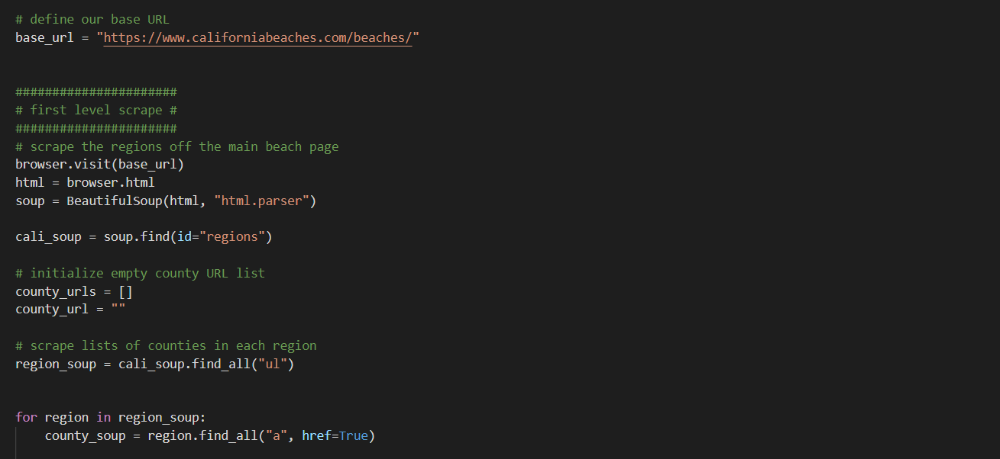 # define our base URL
base_url = "https://www.californiabeaches.com/beaches/"
######################
# first level scrape #
######################
# scrape the regions off the main beach page
browser.visit(base_url)
html = browser.html
soup = BeautifulSoup(html, "html.parser")
cali_soup = soup.find(id="regions")
# initialize empty county URL list
county_urls = []
county_url = ""
# scrape lists of counties in each region
region_soup = cali_soup.find_all("ul")
for region in region_soup:
    county_soup = region.find_all("a", href=True)